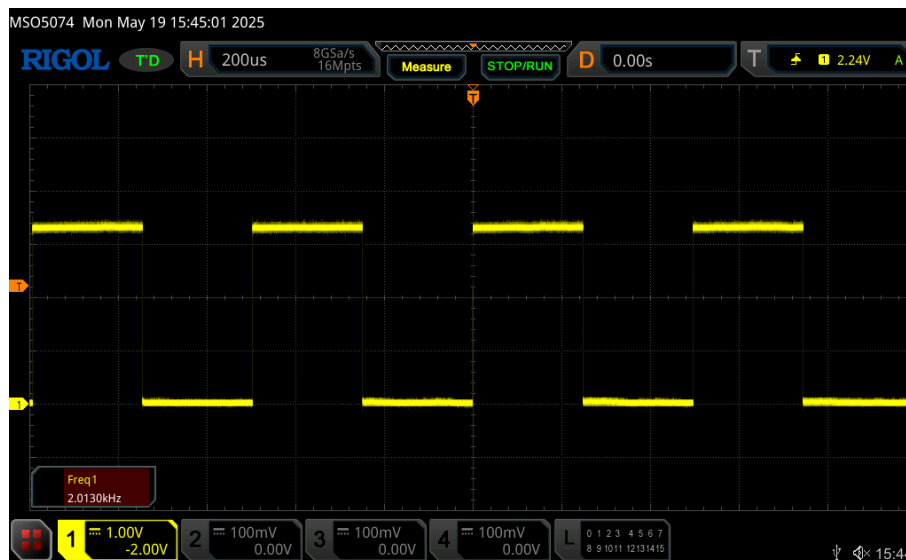 MSO5074 Mon May 19 15:45:01 2025
RIGOL T'D H 200us 8GSa/s 16Mpts Measure STOP/RUN D 0.00s T 1 2.24V A
T
T
1
Freq1
2.0130kHz
1 1.00V -2.00V 2 100mV 0.00V 3 100mV 0.00V 4 100mV 0.00V L 0 1 2 3 4 5 6 7
8 9 10 11 12 13 14 15
15:4